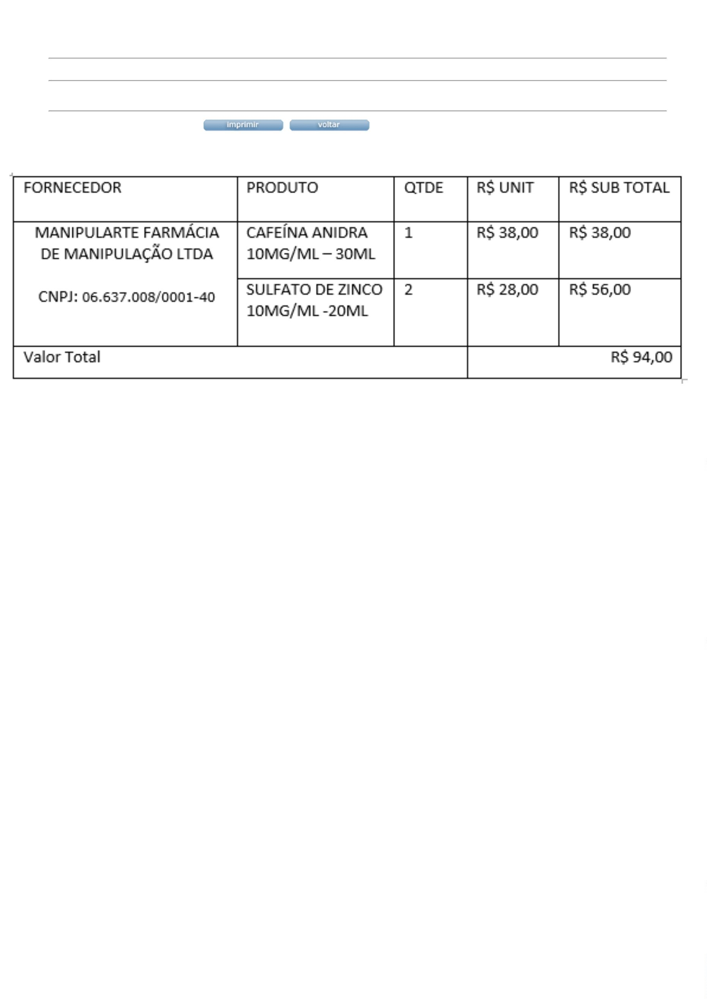 imprimir voltar
FORNECEDOR PRODUTO QTDE R$ UNIT R$ SUB TOTAL
MANIPULARTE FARMÁCIA
DE MANIPULAÇÃO LTDA
CNPJ: 06.637.008/0001-40
CAFEÍNA ANIDRA
10MG/ML – 30ML
1 R$ 38,00 R$ 38,00
SULFATO DE ZINCO
10MG/ML -20ML
2 R$ 28,00 R$ 56,00
Valor Total R$ 94,00